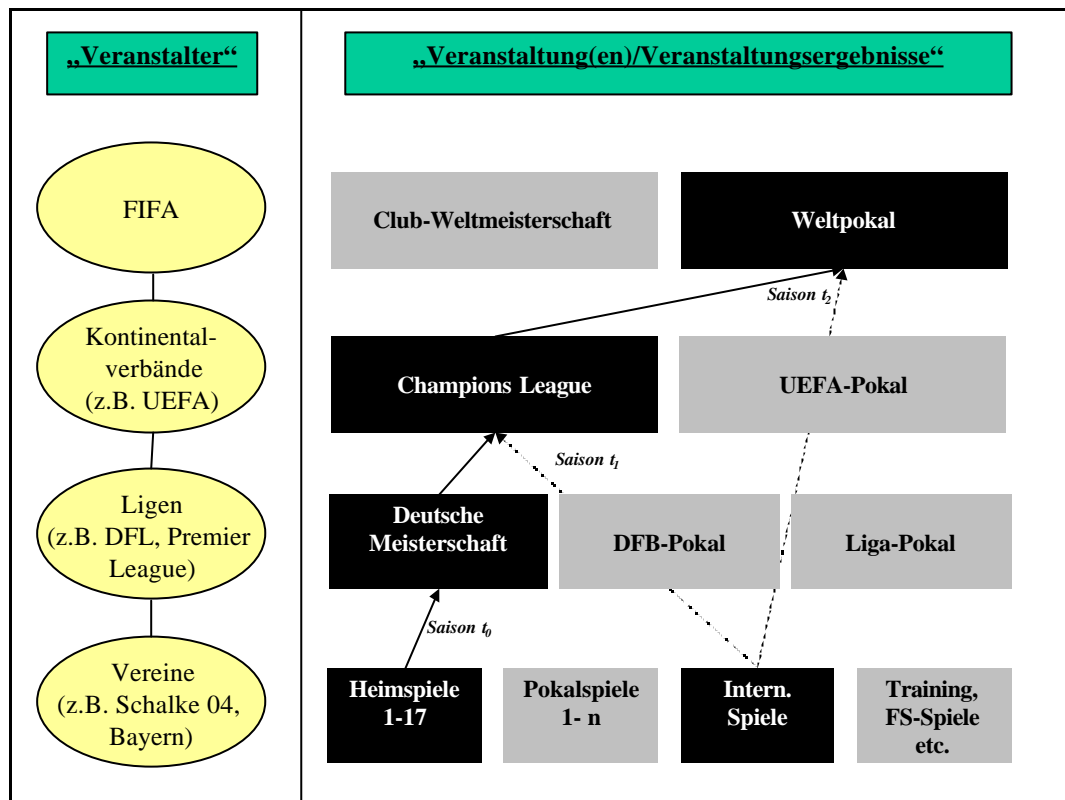 „Veranstalter“
„Veranstaltung(en)/Veranstaltungsergebnisse“
FIFA
Club-Weltmeisterschaft
Weltpokal
Saison t2
Kontinental-
verbände
(z.B. UEFA)
Champions League
UEFA-Pokal
Saison t1
Ligen
(z.B. DFL, Premier
League)
Deutsche
Meisterschaft
DFB-Pokal
Liga-Pokal
Saison t0
Vereine
(z.B. Schalke 04,
Bayern)
Heimspiele
1-17
Pokalspiele
1- n
Intern.
Spiele
Training,
FS-Spiele
etc.